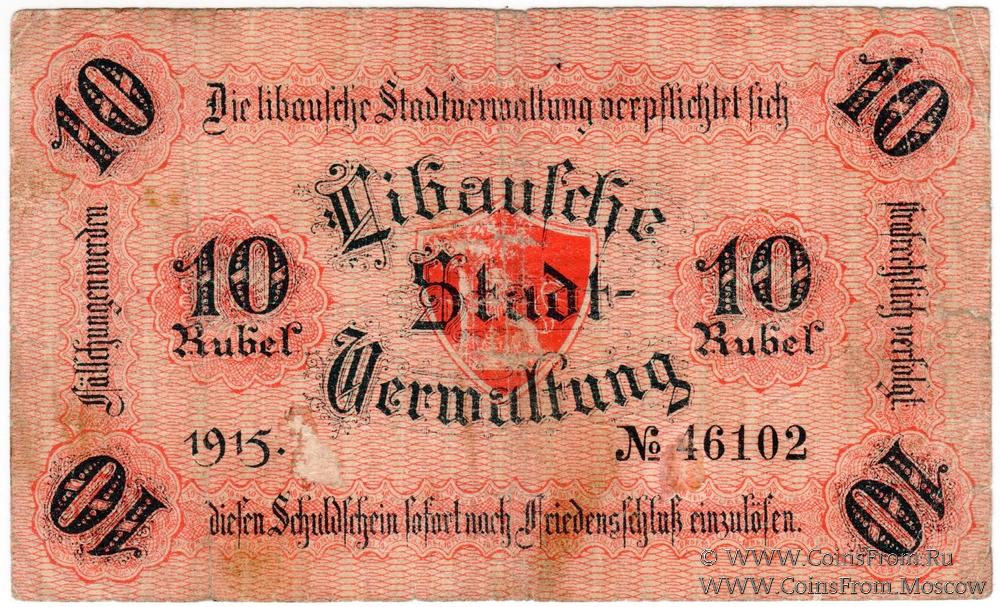 10
10
Die libausche Stadtverwaltung verpflichtet sich
Libausche
Stadt-
Verwaltung
10
Rubel
10
Rubel
Fälschungen werden
strafrechtlich verfolgt.
1915.
№ 46102
10
10
diesen Schuldschein sofort nach Friedensschluß einzulösen.
© WWW.CoinsFrom.Ru
WWW.CoinsFrom.Moscow